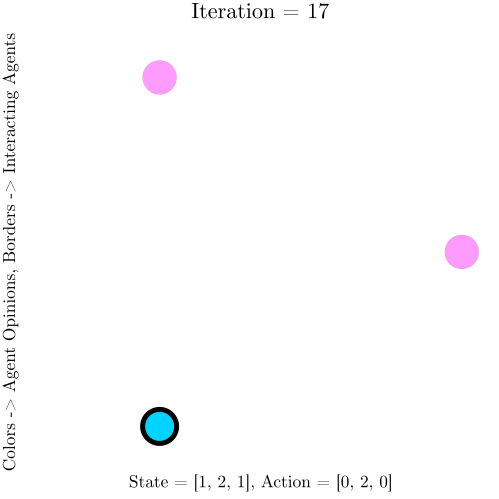 Iteration = 17
Colors -> Agent Opinions, Borders -> Interacting Agents
State = [1, 2, 1], Action = [0, 2, 0]